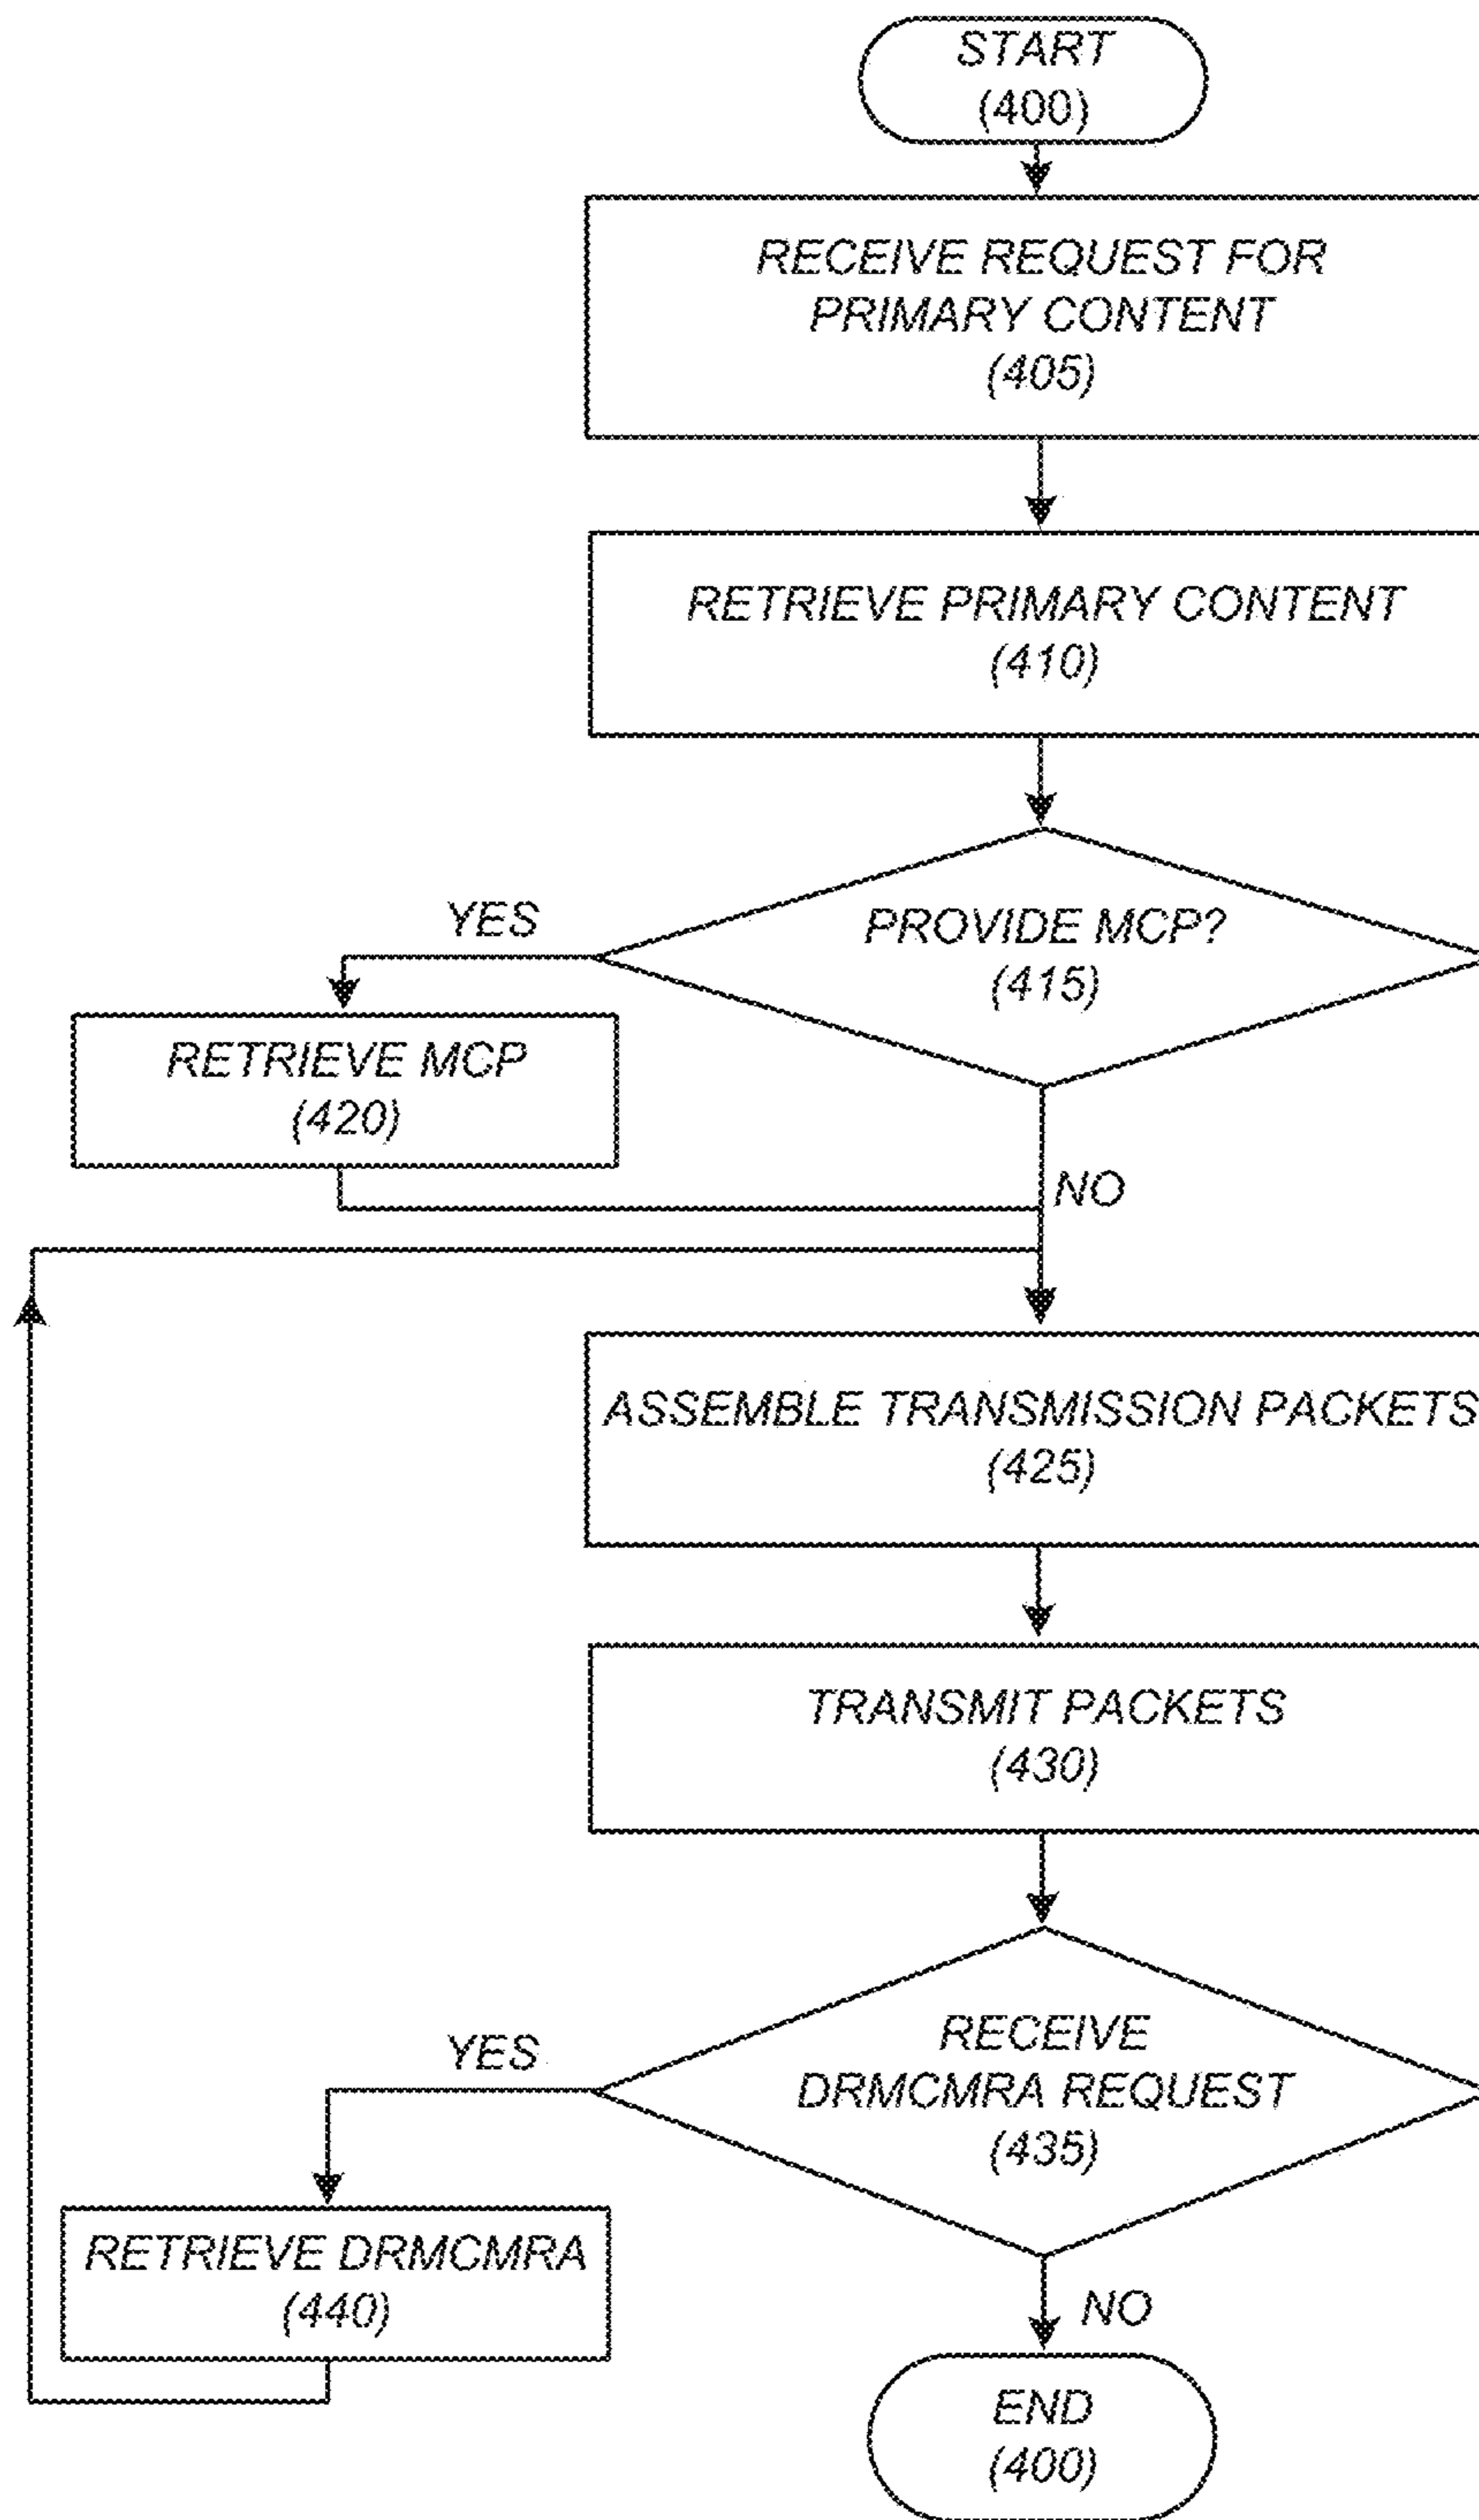 START
(400)
RECEIVE REQUEST FOR
PRIMARY CONTENT
(405)
RETRIEVE PRIMARY CONTENT
(410)
YES
PROVIDE MCP?
(415)
RETRIEVE MCP
(420)
NO
ASSEMBLE TRANSMISSION PACKETS
(425)
TRANSMIT PACKETS
(430)
YES
RECEIVE
DRMCMRA REQUEST
(435)
RETRIEVE DRMCMRA
(440)
NO
END
(400)